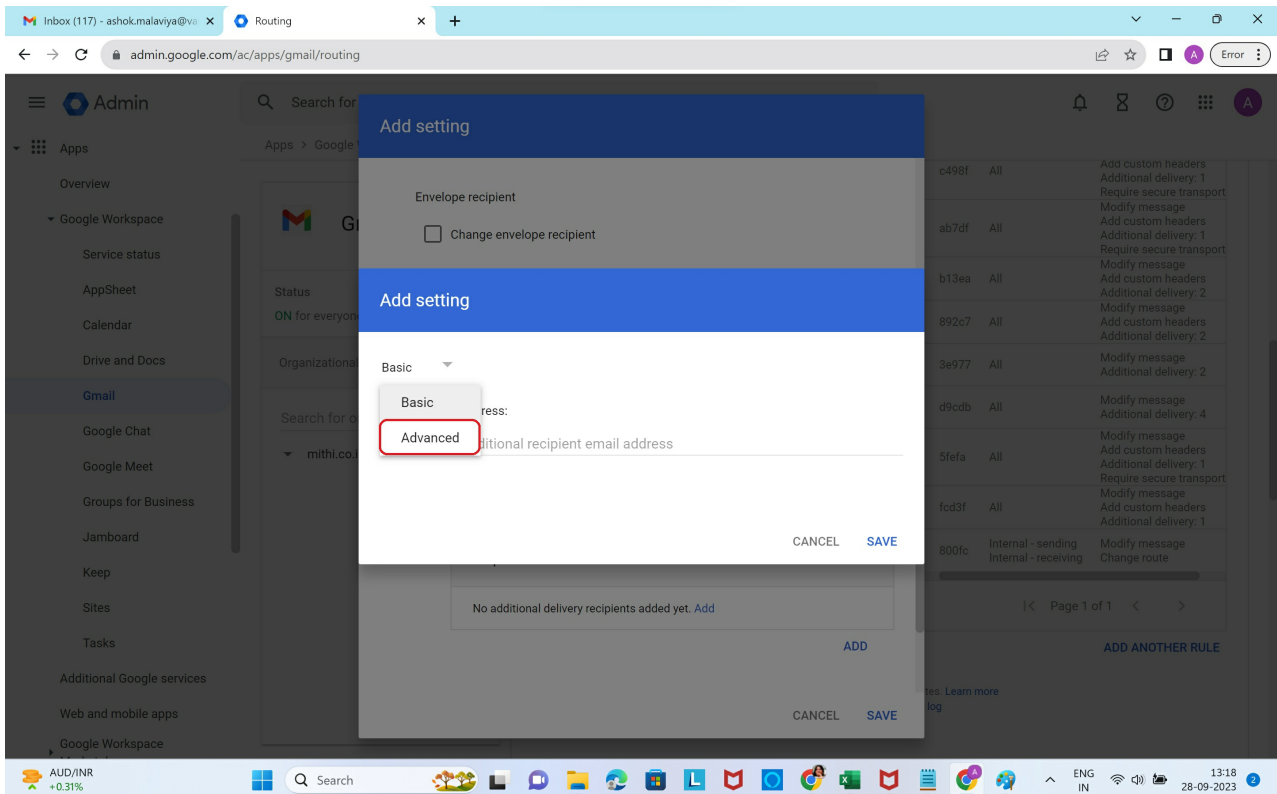 Inbox (117) - ashok.malaviya@va
Routing
admin.google.com/ac/apps/gmail/routing
A
Error
Admin
Search for
A
Apps
Overview
Google Workspace
Service status
AppSheet
Calendar
Drive and Docs
Gmail
Google Chat
Google Meet
Groups for Business
Jamboard
Keep
Sites
Tasks
Additional Google services
Web and mobile apps
Google Workspace
Apps > Google
Status
ON for everyone
Organizational
Search for
mithi.co.i
Add setting
Envelope recipient
Change envelope recipient
Add setting
Basic
Basic
Advanced
ress:
ditional recipient email address
CANCEL SAVE
No additional delivery recipients added yet. Add
ADD
CANCEL SAVE
c498f All Add custom headers
Additional delivery: 1
Require secure transport
Modify message
ab7df All Add custom headers
Additional delivery: 1
Require secure transport
Modify message
b13ea All Add custom headers
Additional delivery: 2
Modify message
892c7 All Add custom headers
Additional delivery: 2
3e977 All Modify message
Additional delivery: 2
d9cdb All Modify message
Additional delivery: 4
Modify message
5fefa All Add custom headers
Additional delivery: 1
Require secure transport
Modify message
fcd3f All Add custom headers
Additional delivery: 1
800fc Internal - sending Modify message
Internal - receiving Change route
Page 1 of 1
ADD ANOTHER RULE
tes. Learn more
log
AUD/INR
+0.31%
Search
L
ENG
IN
13:18
28-09-2023
2